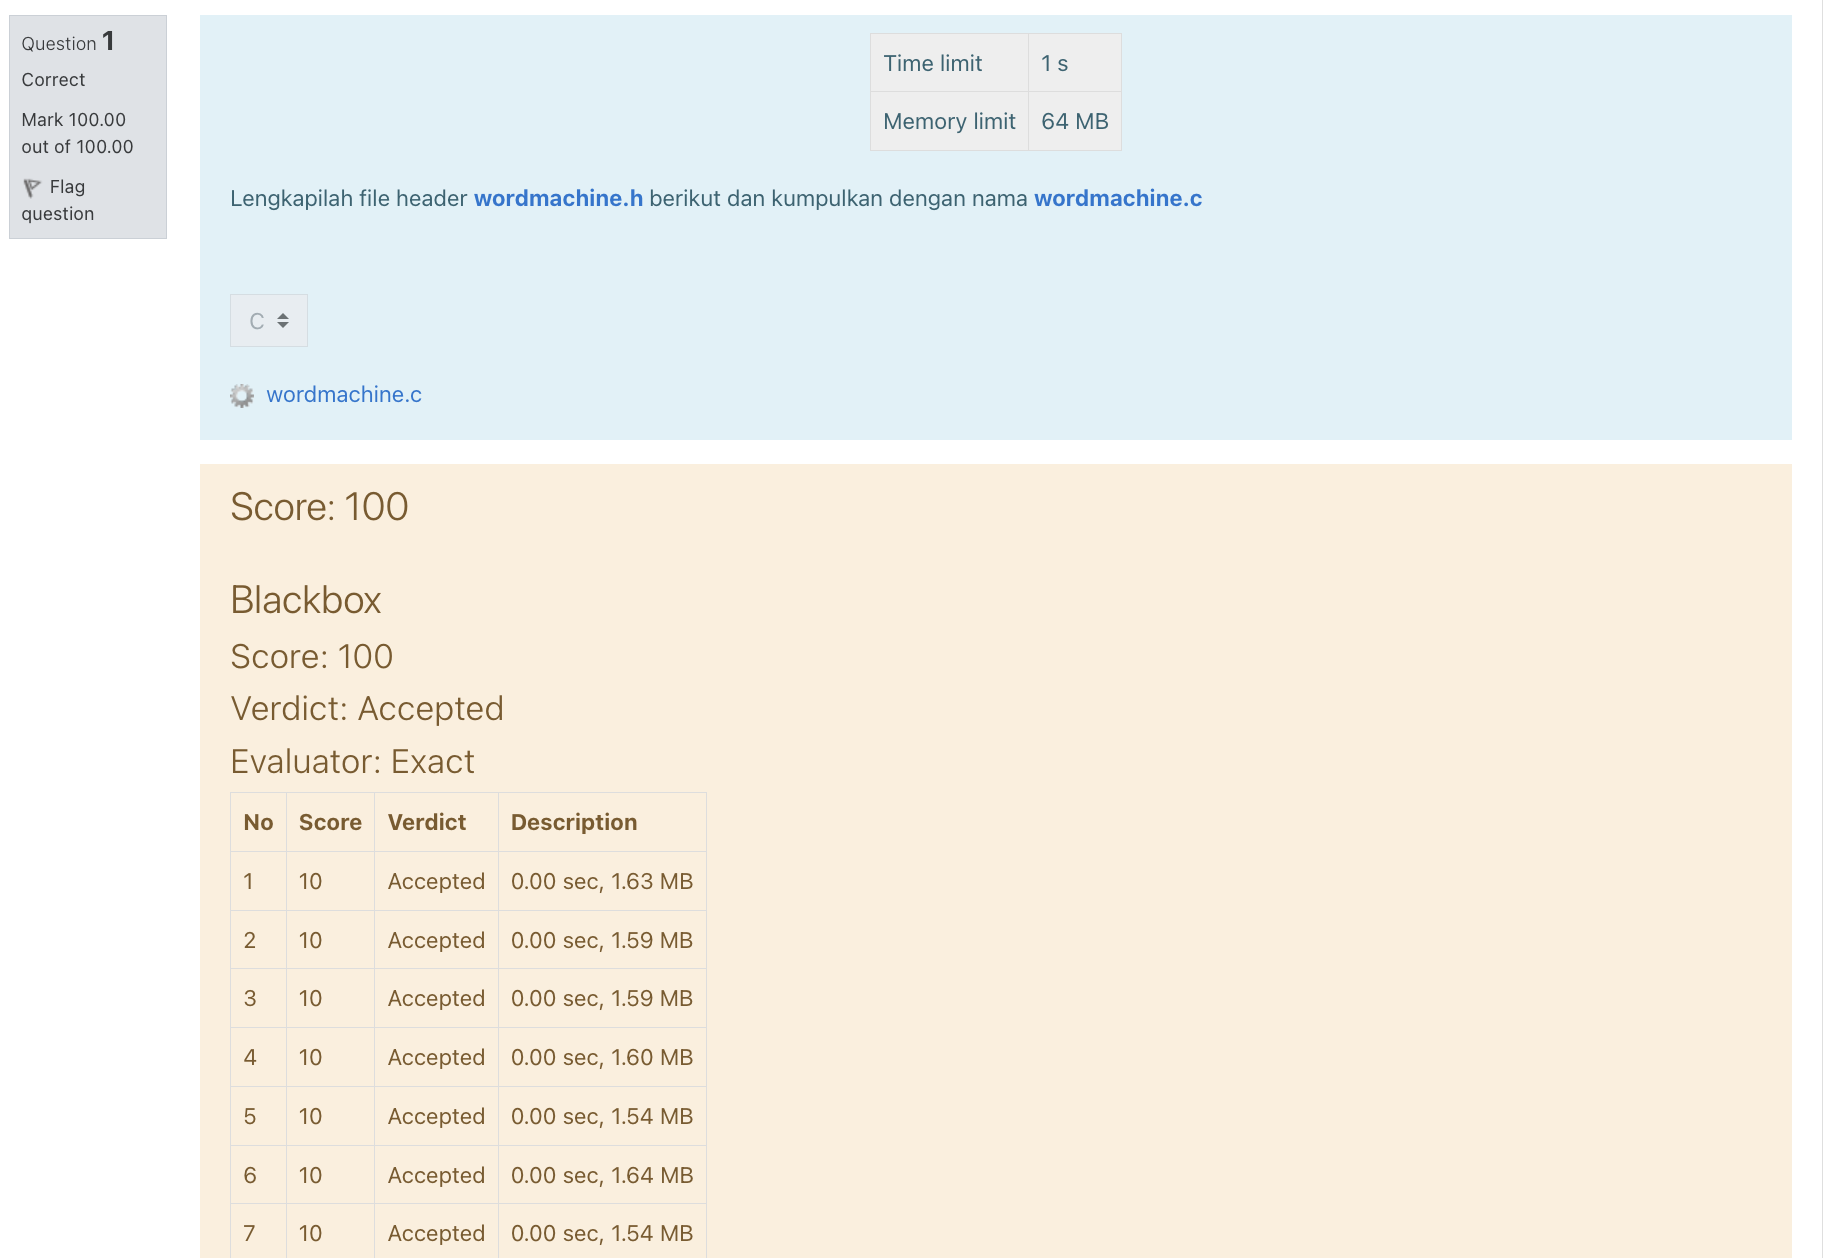 Question 1
Correct
Mark 100.00
out of 100.00
Flag
question
Time limit 1 s
Memory limit 64 MB
Lengkapilah file header wordmachine.h berikut dan kumpulkan dengan nama wordmachine.c
C
wordmachine.c
Score: 100
Blackbox
Score: 100
Verdict: Accepted
Evaluator: Exact
No Score Verdict Description
1 10 Accepted 0.00 sec, 1.63 MB
2 10 Accepted 0.00 sec, 1.59 MB
3 10 Accepted 0.00 sec, 1.59 MB
4 10 Accepted 0.00 sec, 1.60 MB
5 10 Accepted 0.00 sec, 1.54 MB
6 10 Accepted 0.00 sec, 1.64 MB
7 10 Accepted 0.00 sec, 1.54 MB